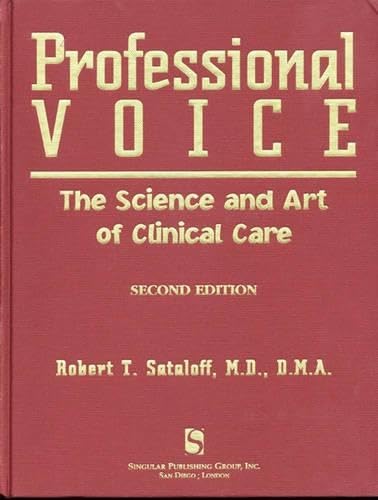 Professional
VOICE
The Science and Art
of Clinical Care
SECOND EDITION
Robert T. Sataloff, M.D., D.M.A.
S
SINGULAR PUBLISHING GROUP, INC.
SAN DIEGO · LONDON